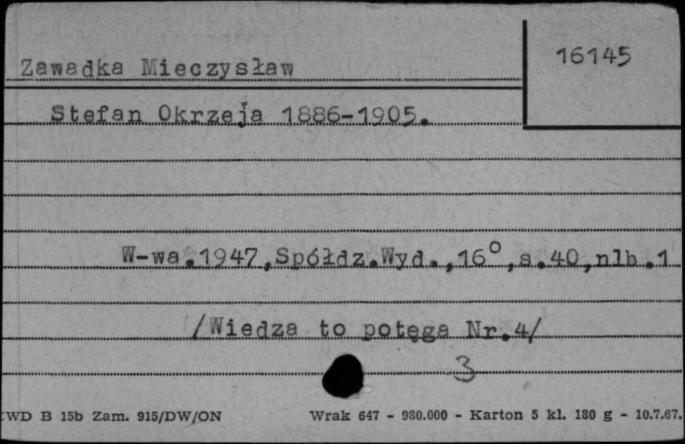 16145
Zawadka Mieczysław
Stefan Okrzeja 1886-1905.
W-wa.1947,Spółdz.Wyd.,16°,s.40,nlb.1
/Wiedza to potęga Nr.4/
3
WD B 15b Zam. 915/DW/ON Wrak 647 - 980.000 - Karton 5 kl. 180 g - 10.7.67.